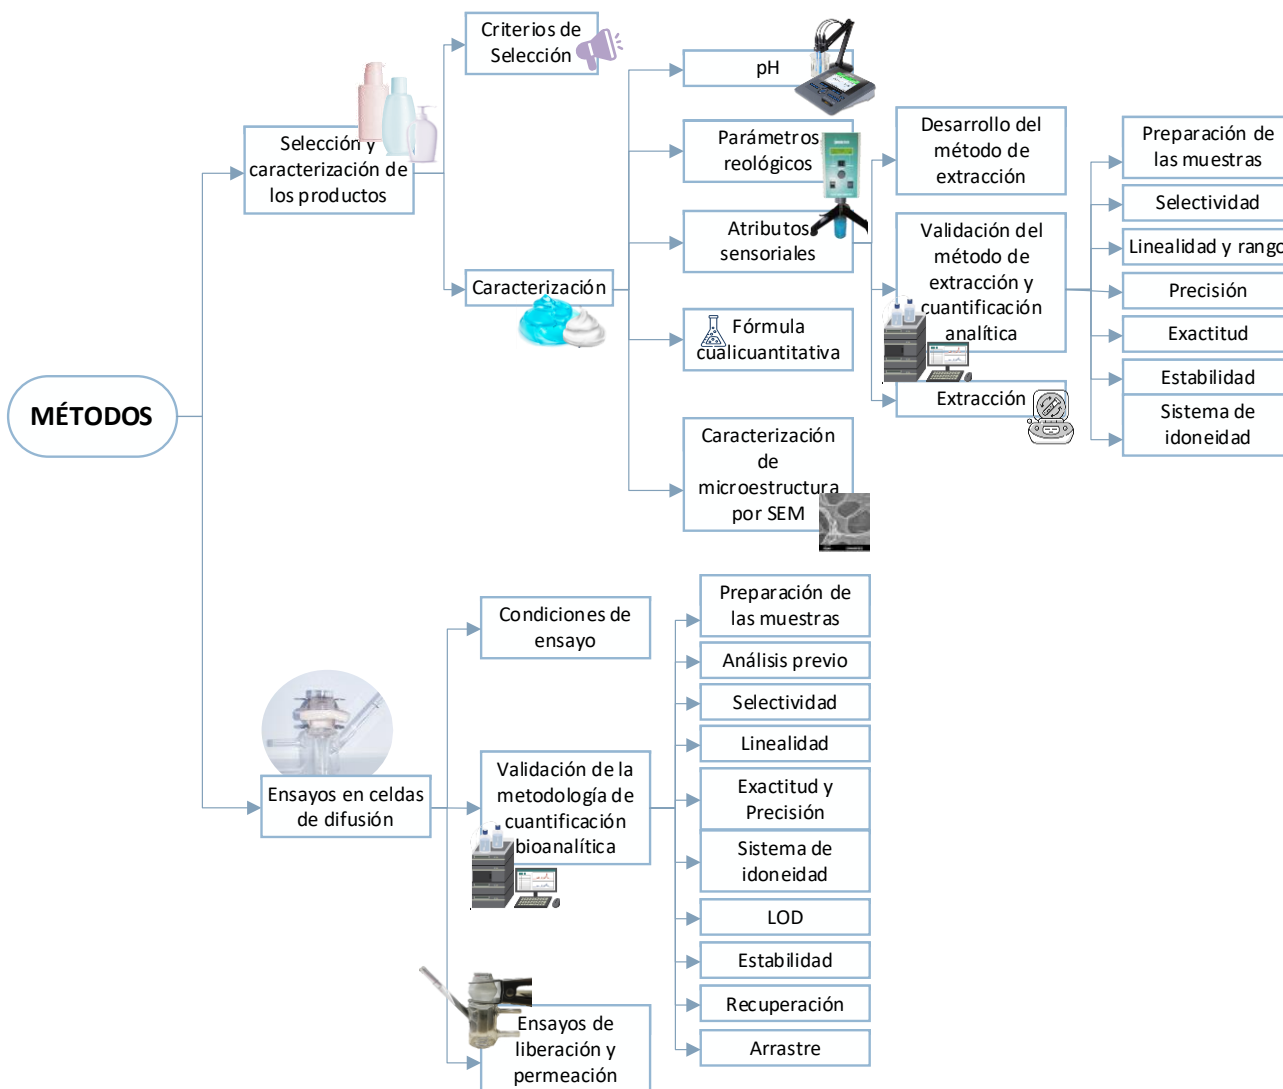 Criterios de
Selección
pH
Selección y
caracterización de
los productos
Parámetros
reológicos
Desarrollo del
método de
extracción
Preparación de
las muestras
Selectividad
Atributos
sensoriales
Validación del
método de
extracción y
cuantificación
analítica
Linealidad y rango
Caracterización
Precisión
Fórmula
cualicuantitativa
Exactitud
Estabilidad
Extracción
MÉTODOS
Sistema de
idoneidad
Caracterización
de
microestructura
por SEM
Condiciones de
ensayo
Preparación de
las muestras
Análisis previo
Selectividad
Linealidad
Ensayos en celdas
de difusión
Validación de la
metodología de
cuantificación
bioanalítica
Exactitud y
Precisión
Sistema de
idoneidad
LOD
Estabilidad
Recuperación
Ensayos de
liberación y
permeación
Arrastre